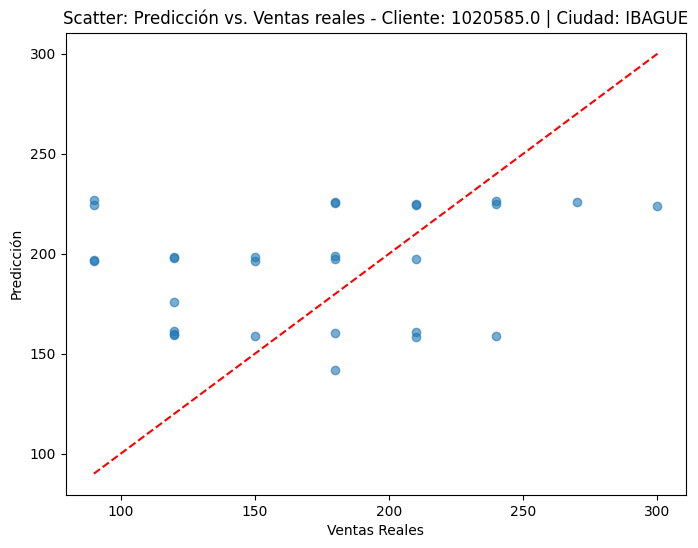 Scatter: Predicción vs. Ventas reales - Cliente: 1020585.0 | Ciudad: IBAGUE
300
250
200
150
100
Predicción
100 150 200 250 300
Ventas Reales